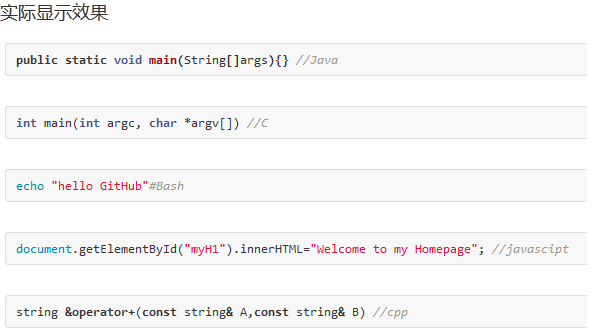 实际显示效果
public static void main(String[]args){} //Java
int main(int argc, char *argv[]) //C
echo "hello GitHub"#Bash
document.getElementById("myH1").innerHTML="Welcome to my Homepage"; //javascipt
string &operator+(const string& A,const string& B) //cpp